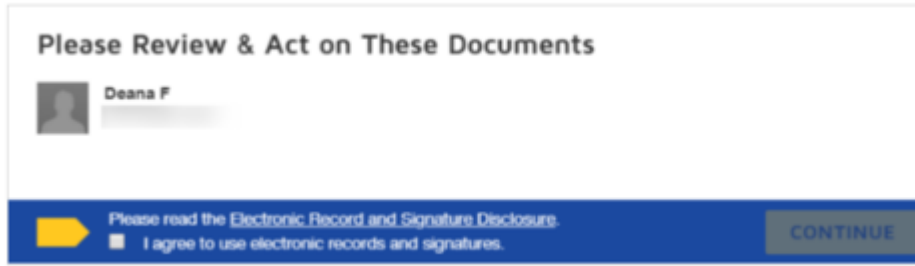 Please Review & Act on These Documents
Deana F
Please read the Electronic Record and Signature Disclosure.
I agree to use electronic records and signatures.
CONTINUE